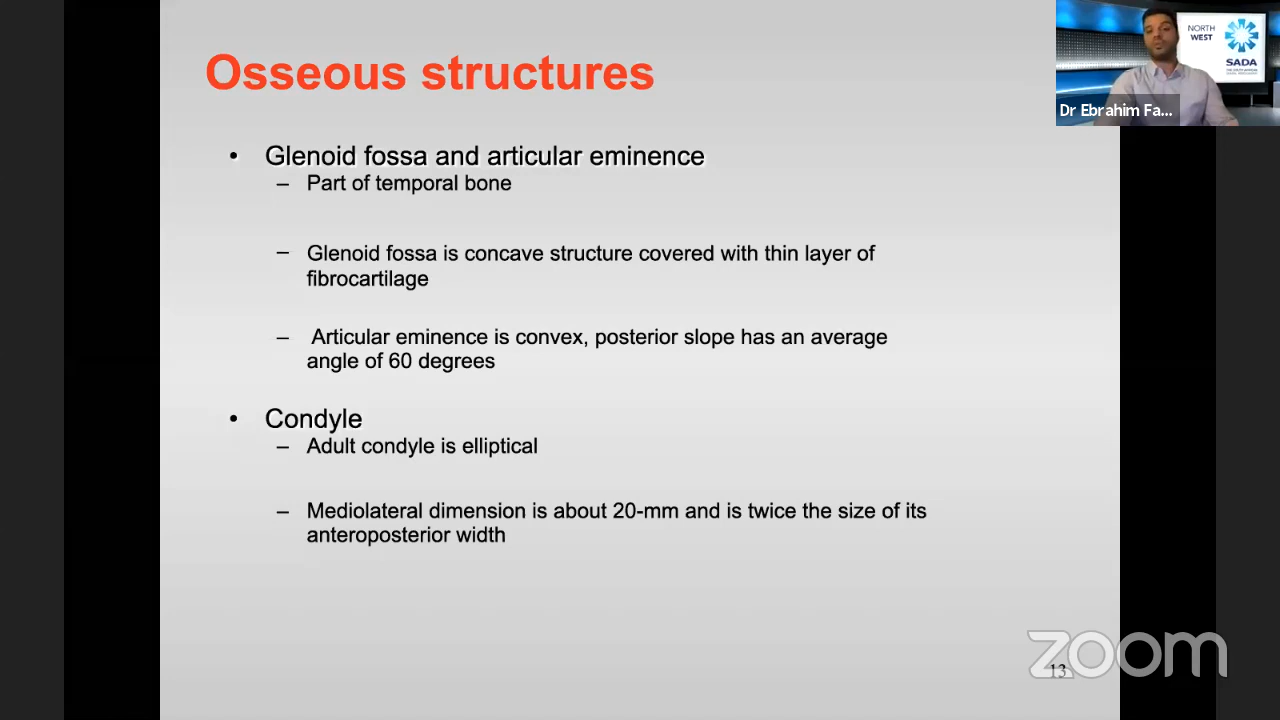 Osseous structures
• Glenoid fossa and articular eminence
– Part of temporal bone
– Glenoid fossa is concave structure covered with thin layer of
fibrocartilage
– Articular eminence is convex, posterior slope has an average
angle of 60 degrees
• Condyle
– Adult condyle is elliptical
– Mediolateral dimension is about 20-mm and is twice the size of its
anteroposterior width
13
zoom
NORTH
WEST
SADA
Dr Ebrahim Fa...